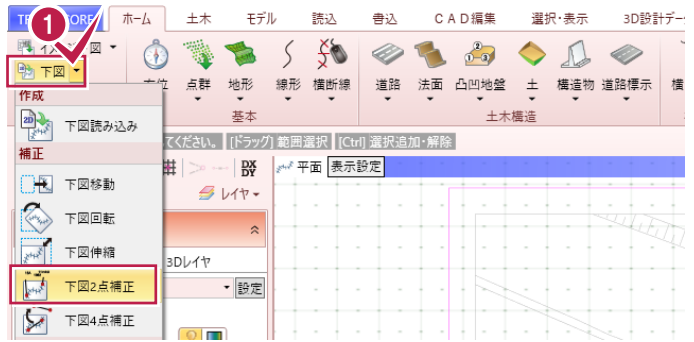 ホーム 土木 モデル 読込 書込 CAD編集 選択・表示 3D設計デー
1
図
下図
点群 地形 線形 横断線 道路 法面 凸凹地盤 土 構造物 道路標示
基本 土木構造
作成
下図読み込み
てください。 [ドラッグ] 範囲選択 [Ctrl] 選択追加・解除
補正
DX DY 平面 表示設定
下図移動
レイヤ
下図回転
下図伸縮
3Dレイヤ
下図2点補正
設定
下図4点補正